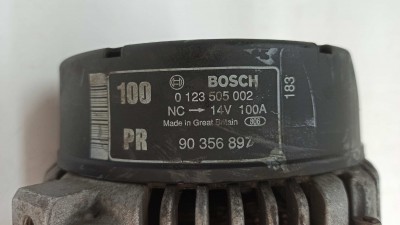 100
BOSCH
0 123 505 002
NC → 14V 100A
Made in Great Britain
PR
90 356 897
183